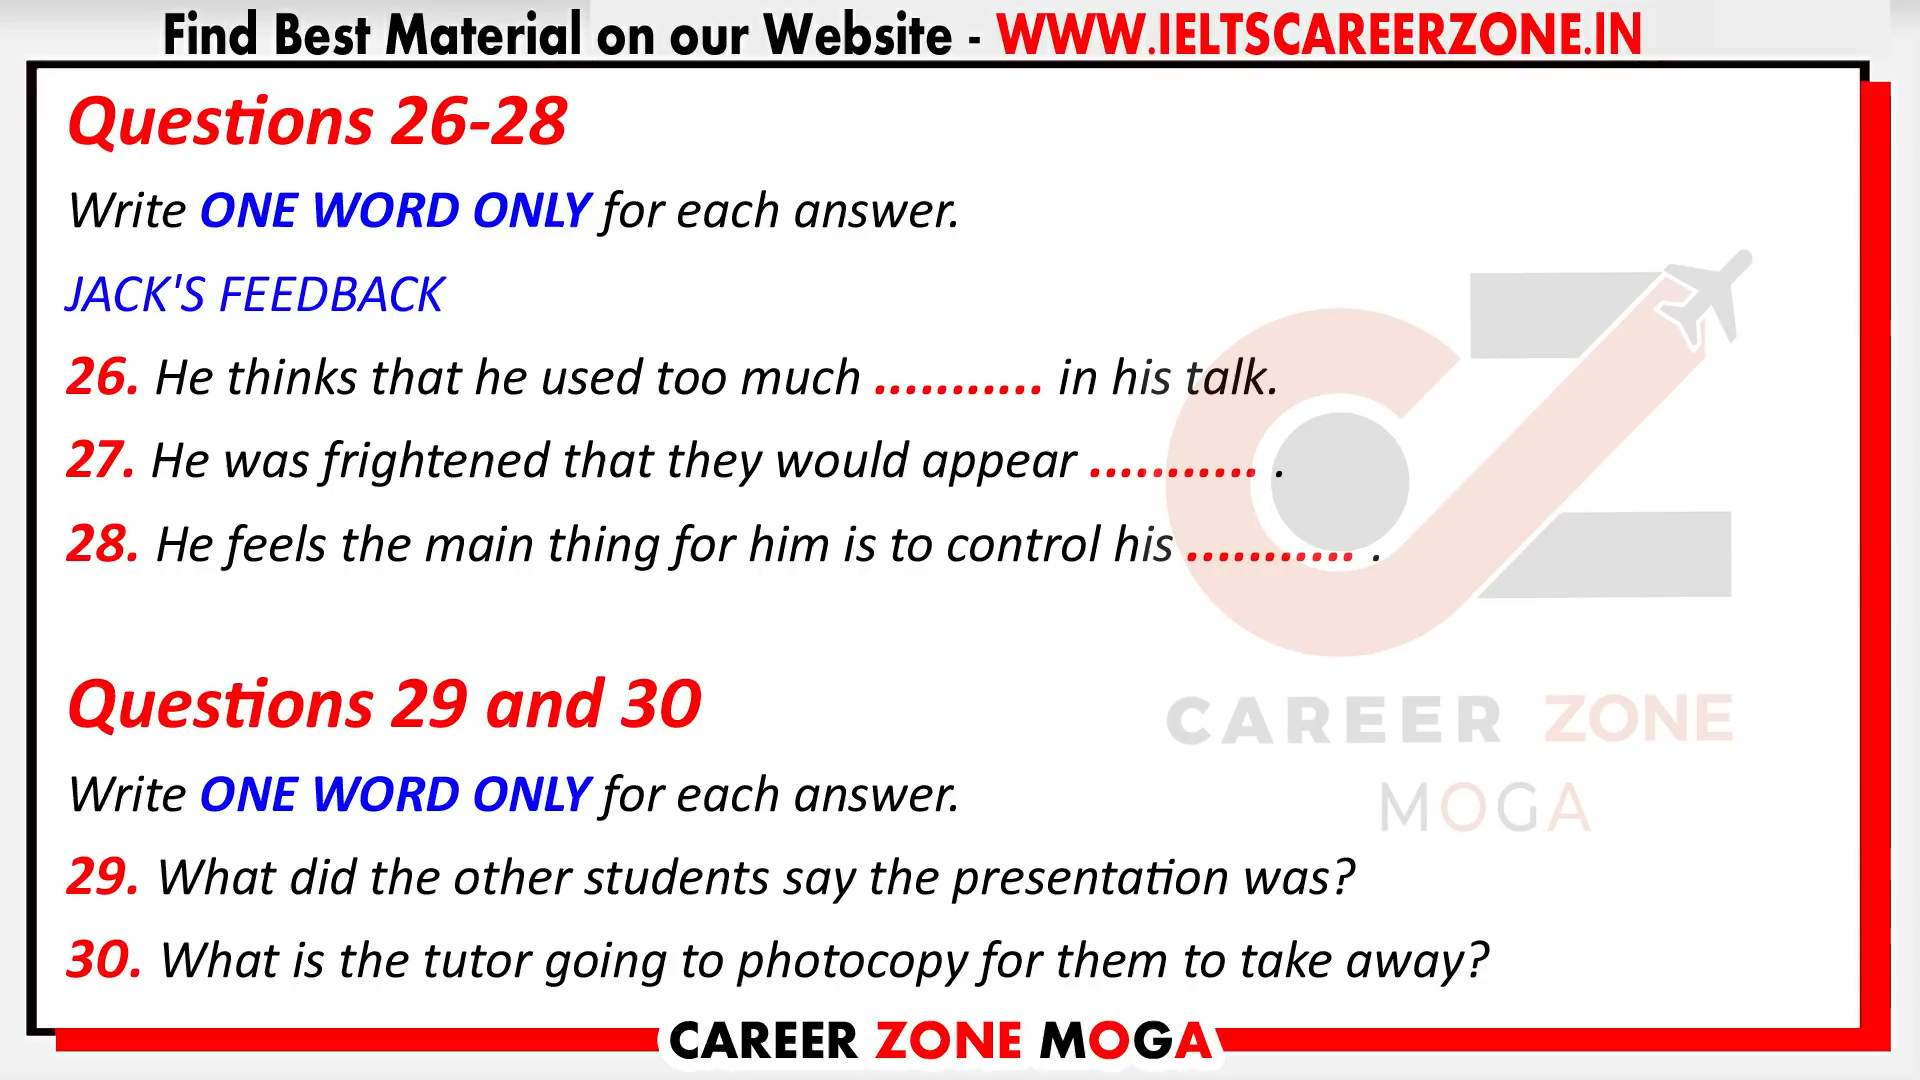 Find Best Material on our Website - WWW.IELTSCAREERZONE.IN
Questions 26-28
Write ONE WORD ONLY for each answer.
JACK'S FEEDBACK
26. He thinks that he used too much ........... in his talk.
27. He was frightened that they would appear ........... .
28. He feels the main thing for him is to control his ........... .
Questions 29 and 30
Write ONE WORD ONLY for each answer.
29. What did the other students say the presentation was?
30. What is the tutor going to photocopy for them to take away?
CAREER ZONE
MOGA
CAREER ZONE MOGA